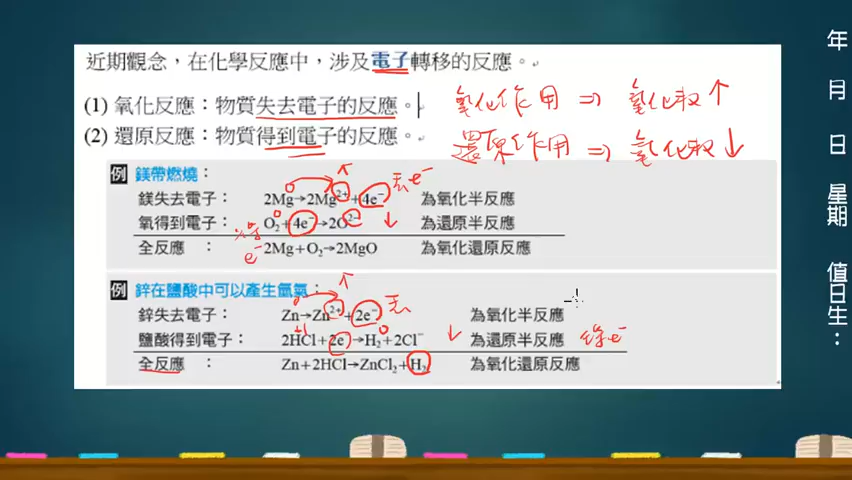 近期觀念，在化學反應中，涉及電子轉移的反應。
(1) 氧化反應：物質失去電子的反應。 氧化作用 ⇒ 氧化數↑
(2) 還原反應：物質得到電子的反應。 還原作用 ⇒ 氧化數↓
例 鎂帶燃燒：
鎂失去電子： 2Mg→2Mg²⁺+4e⁻ 丟e⁻ 為氧化半反應
氧得到電子： O₂+4e⁻→2O²⁻ ↓ 為還原半反應
全反應 ： 2Mg+O₂→2MgO 為氧化還原反應
例 鋅在鹽酸中可以產生氫氣：
鋅失去電子： Zn→Zn²⁺+2e⁻ 丟 為氧化半反應
鹽酸得到電子： 2HCl+2e⁻→H₂+2Cl⁻ ↓ 為還原半反應
全反應 ： Zn+2HCl→ZnCl₂+H₂ 為氧化還原反應
年 月 日 星期 值日生：